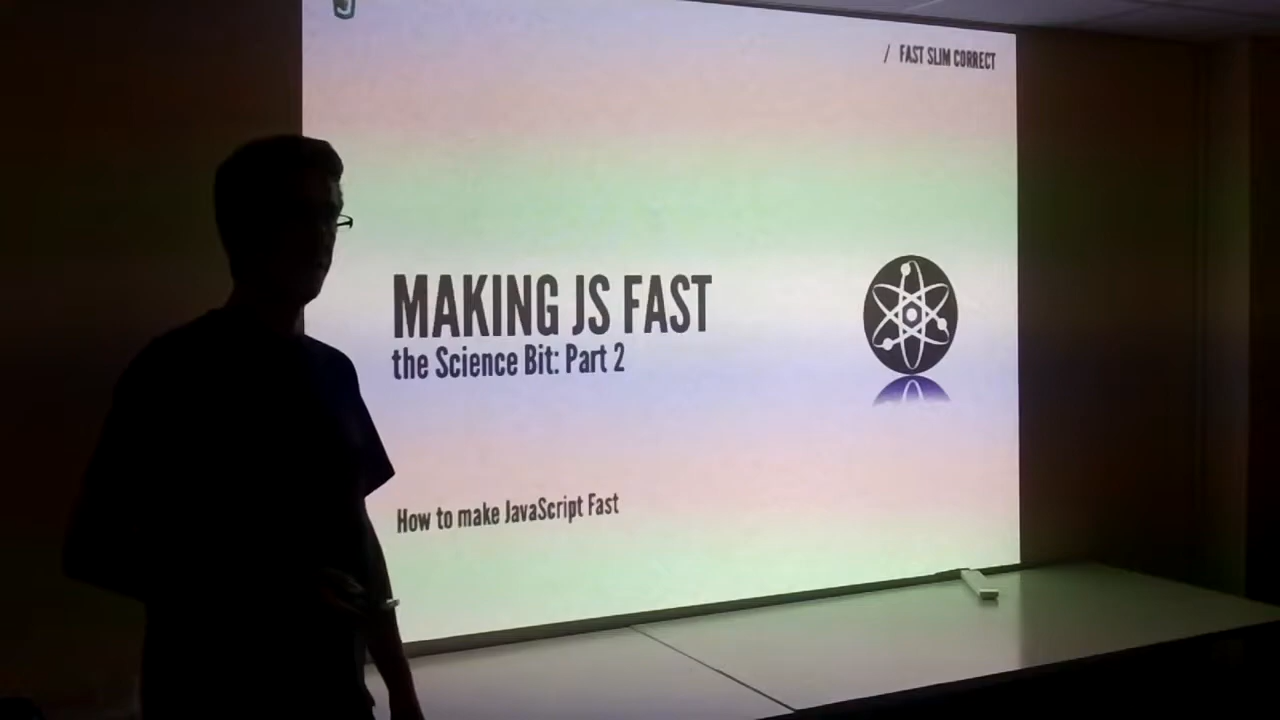 / FAST SLIM CORRECT
MAKING JS FAST
the Science Bit: Part 2
How to make JavaScript Fast